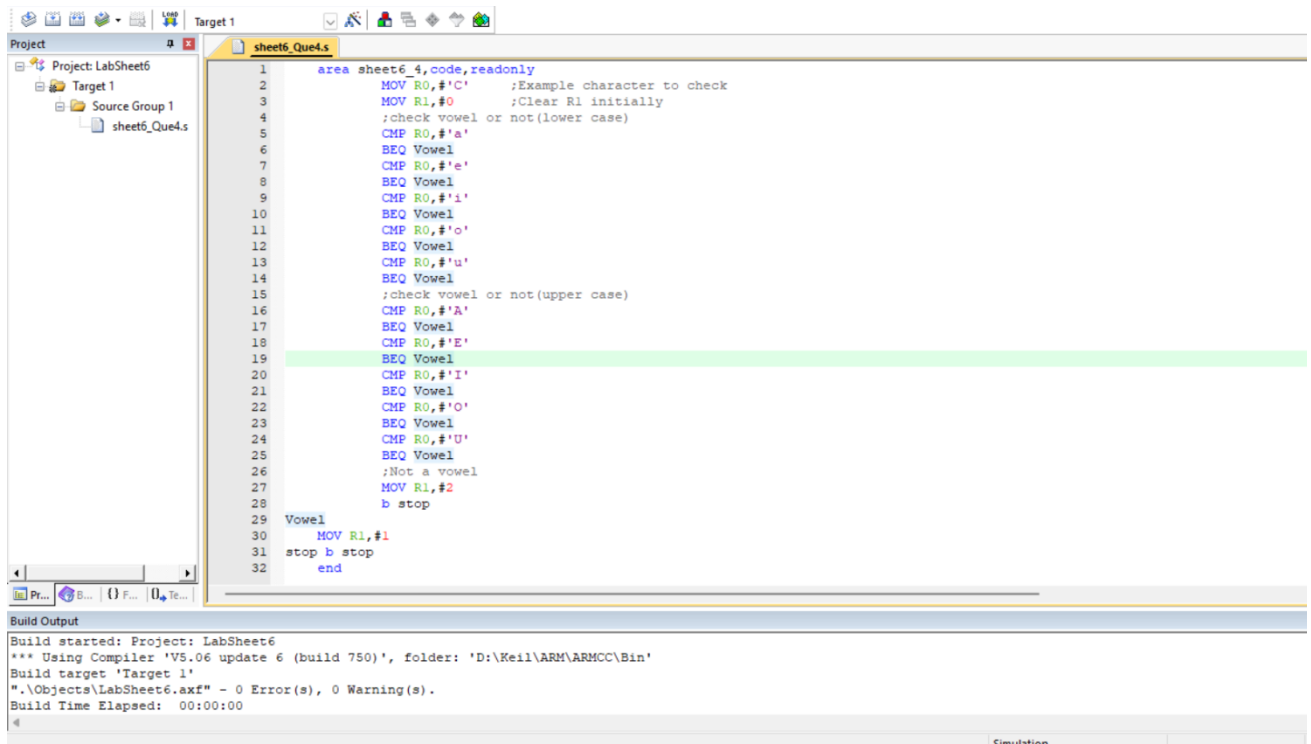 LOAD
Target 1
Project
Project: LabSheet6
Target 1
Source Group 1
sheet6_Que4.s
sheet6_Que4.s
1 area sheet6_4,code,readonly
2 MOV R0,#'C' ;Example character to check
3 MOV R1,#0 ;Clear R1 initially
4 ;check vowel or not(lower case)
5 CMP R0,#'a'
6 BEQ Vowel
7 CMP R0,#'e'
8 BEQ Vowel
9 CMP R0,#'i'
10 BEQ Vowel
11 CMP R0,#'o'
12 BEQ Vowel
13 CMP R0,#'u'
14 BEQ Vowel
15 ;check vowel or not(upper case)
16 CMP R0,#'A'
17 BEQ Vowel
18 CMP R0,#'E'
19 BEQ Vowel
20 CMP R0,#'I'
21 BEQ Vowel
22 CMP R0,#'O'
23 BEQ Vowel
24 CMP R0,#'U'
25 BEQ Vowel
26 ;Not a vowel
27 MOV R1,#2
28 b stop
29 Vowel
30 MOV R1,#1
31 stop b stop
32 end
Pr... B... {} F... Te...
Build Output
Build started: Project: LabSheet6
*** Using Compiler 'V5.06 update 6 (build 750)', folder: 'D:\Keil\ARM\ARMCC\Bin'
Build target 'Target 1'
".\Objects\LabSheet6.axf" - 0 Error(s), 0 Warning(s).
Build Time Elapsed:  00:00:00
Simulation